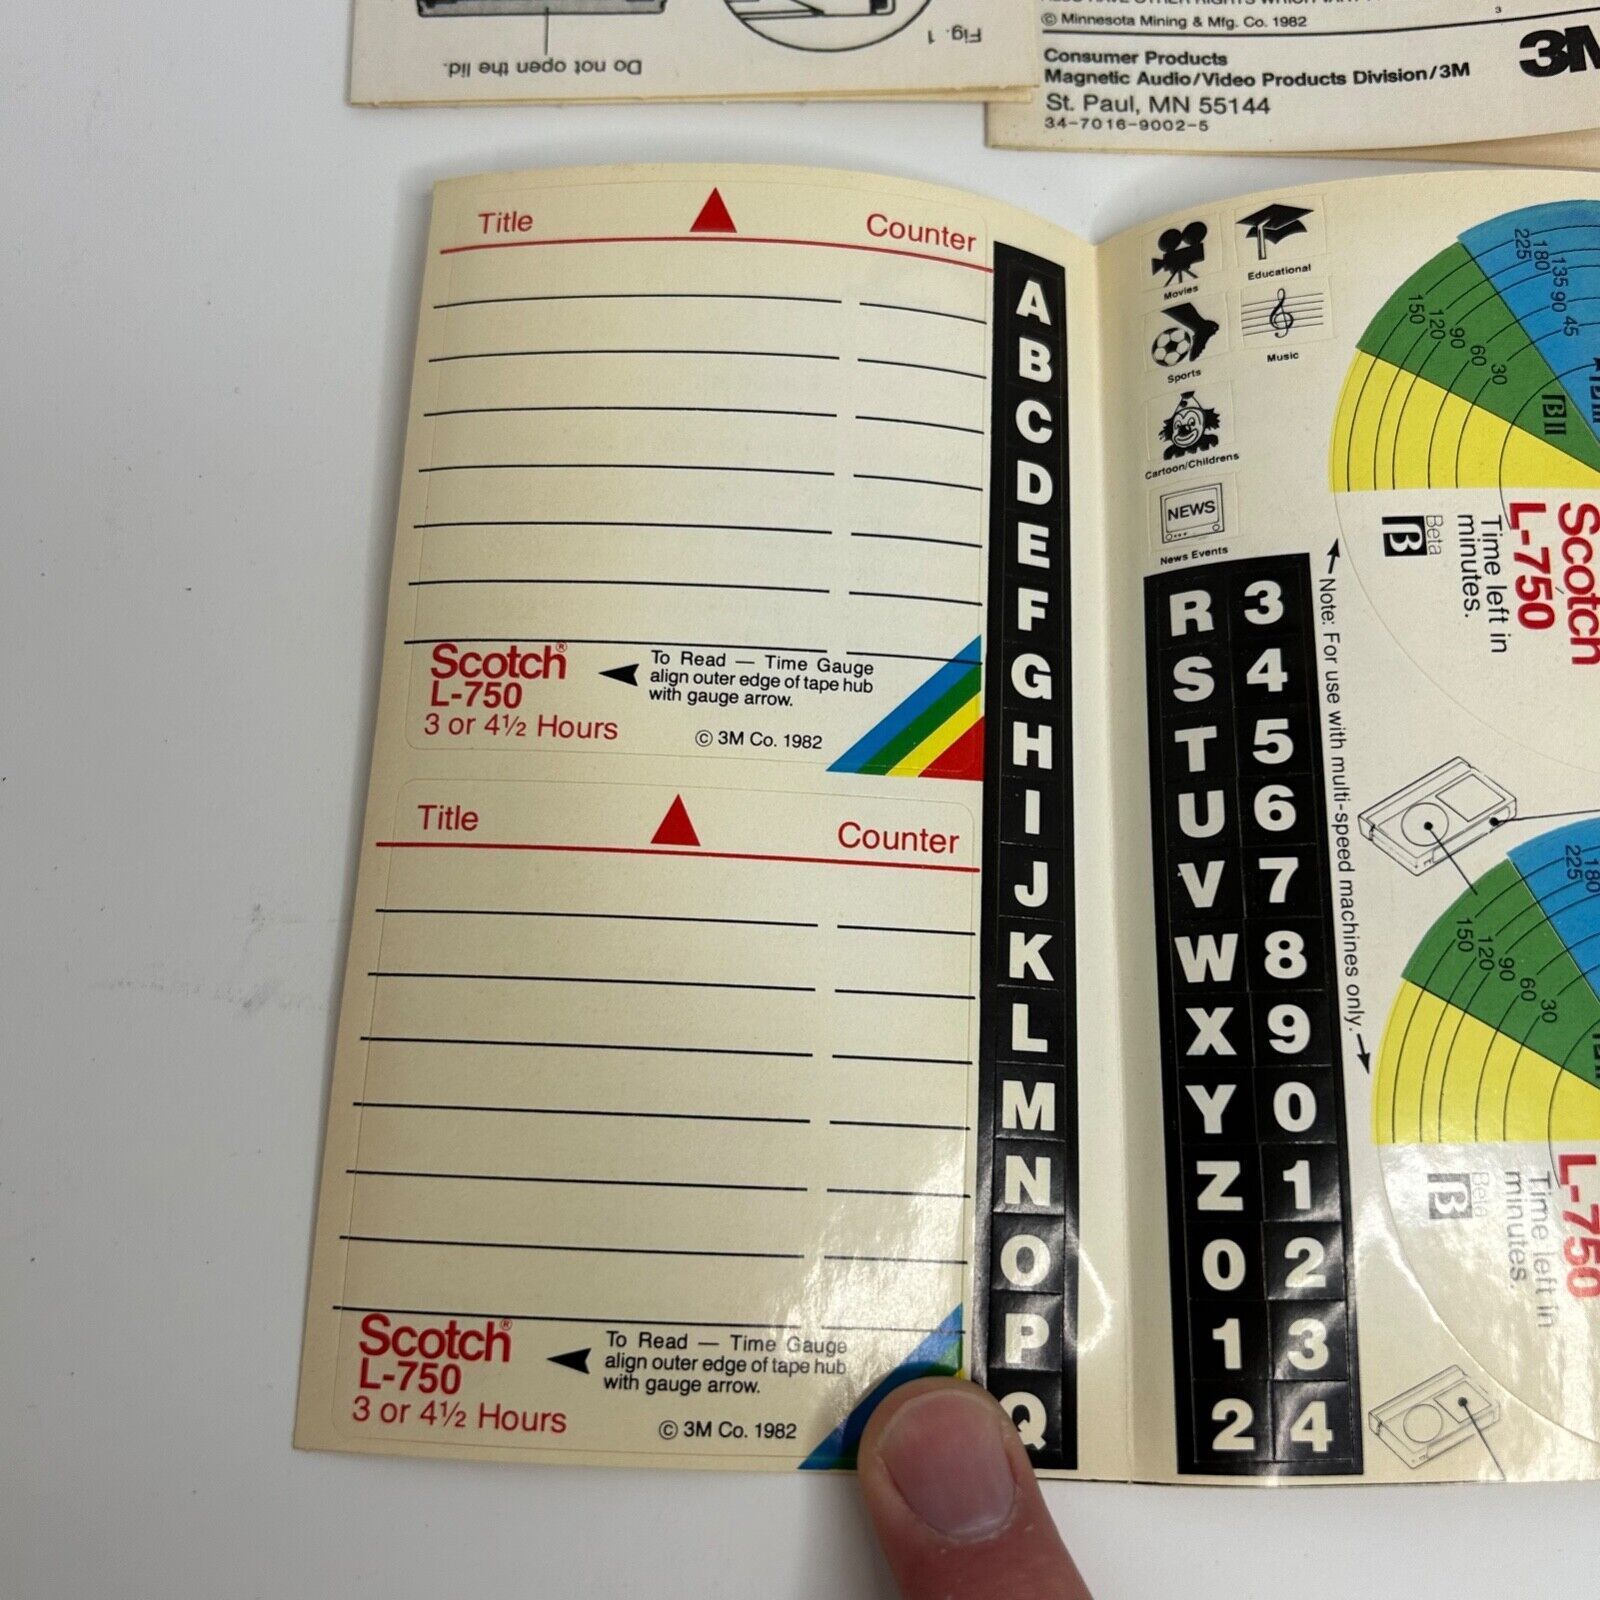 Do not open the lid.
Fig. 1
© Minnesota Mining & Mfg. Co. 1982
3
Consumer Products
Magnetic Audio/Video Products Division/3M
St. Paul, MN 55144
34-7016-9002-5
3M
Title Counter
Scotch®
L-750
3 or 4½ Hours
To Read — Time Gauge
align outer edge of tape hub
with gauge arrow.
© 3M Co. 1982
Title Counter
Scotch®
L-750
3 or 4½ Hours
To Read — Time Gauge
align outer edge of tape hub
with gauge arrow.
© 3M Co. 1982
A
B
C
D
E
F
G
H
I
J
K
L
M
N
O
P
Q
Movies
Educational
Sports
Music
Cartoon/Childrens
NEWS
News Events
R 3
S 4
T 5
U 6
V 7
W 8
X 9
Y 0
Z 1
0 2
1 3
2 4
Note: For use with multi-speed machines only.
225 180 135 90 45
150 120 90 60 30
βII
Scotch
L-750
Time left in
minutes.
Beta
β
225 180
150 120 90 60 30
L-750
Time left in
minutes.
Beta
β